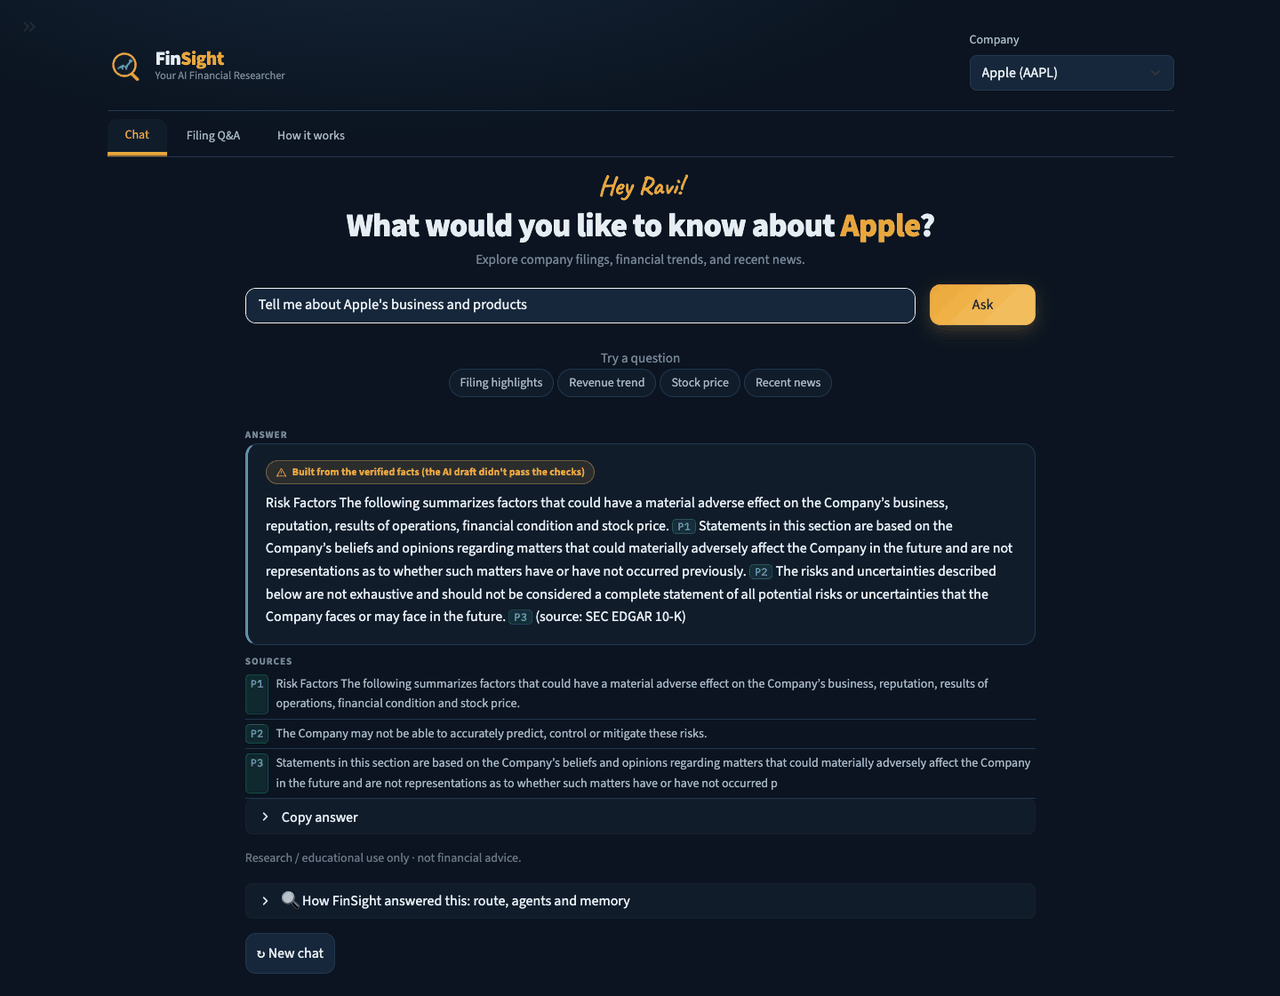 FinSight
Your AI Financial Researcher
Company
Apple (AAPL)
Chat
Filing Q&A
How it works
Hey Ravi!
What would you like to know about Apple?
Explore company filings, financial trends, and recent news.
Tell me about Apple's business and products
Ask
Try a question
Filing highlights
Revenue trend
Stock price
Recent news
ANSWER
⚠ Built from the verified facts (the AI draft didn't pass the checks)
Risk Factors The following summarizes factors that could have a material adverse effect on the Company’s business,
reputation, results of operations, financial condition and stock price. P1 Statements in this section are based on the
Company’s beliefs and opinions regarding matters that could materially adversely affect the Company in the future and are not
representations as to whether such matters have or have not occurred previously. P2 The risks and uncertainties described
below are not exhaustive and should not be considered a complete statement of all potential risks or uncertainties that the
Company faces or may face in the future. P3 (source: SEC EDGAR 10-K)
SOURCES
P1 Risk Factors The following summarizes factors that could have a material adverse effect on the Company’s business, reputation, results of
operations, financial condition and stock price.
P2 The Company may not be able to accurately predict, control or mitigate these risks.
P3 Statements in this section are based on the Company’s beliefs and opinions regarding matters that could materially adversely affect the Company
in the future and are not representations as to whether such matters have or have not occurred p
Copy answer
Research / educational use only · not financial advice.
🔍 How FinSight answered this: route, agents and memory
↻ New chat